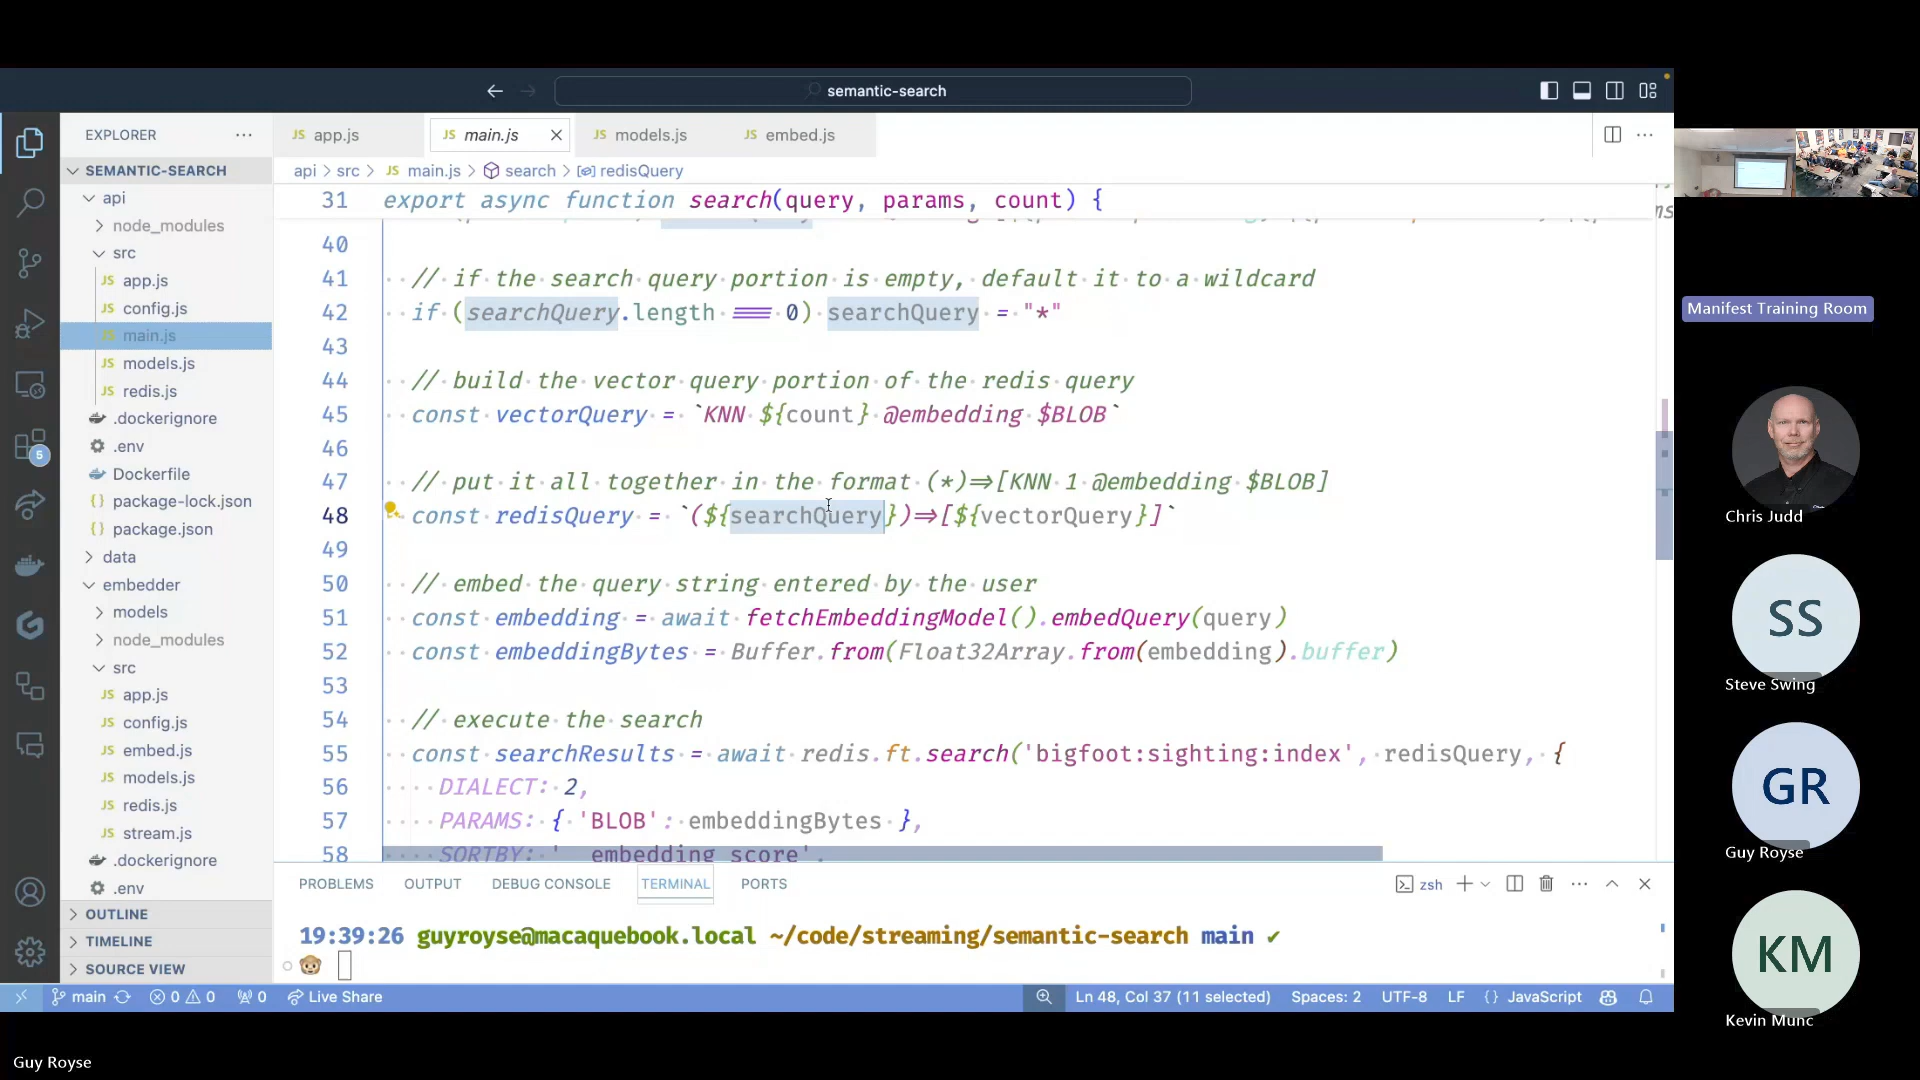 semantic-search
EXPLORER
JS app.js
JS main.js
JS models.js
JS embed.js
api > src > JS main.js > search > redisQuery
SEMANTIC-SEARCH
api
node_modules
src
JS app.js
JS config.js
JS main.js
JS models.js
JS redis.js
.dockerignore
.env
Dockerfile
package-lock.json
package.json
data
embedder
models
node_modules
src
JS app.js
JS config.js
JS embed.js
JS models.js
JS redis.js
JS stream.js
.dockerignore
.env
OUTLINE
TIMELINE
SOURCE VIEW
5
31 export async function search(query, params, count) {
40
41 // if the search query portion is empty, default it to a wildcard
42 if (searchQuery.length === 0) searchQuery = "*"
43
44 // build the vector query portion of the redis query
45 const vectorQuery = `KNN ${count} @embedding $BLOB`
46
47 // put it all together in the format (*)=>[KNN 1 @embedding $BLOB]
48 const redisQuery = `(${searchQuery})=>[${vectorQuery}]`
49
50 // embed the query string entered by the user
51 const embedding = await fetchEmbeddingModel().embedQuery(query)
52 const embeddingBytes = Buffer.from(Float32Array.from(embedding).buffer)
53
54 // execute the search
55 const searchResults = await redis.ft.search('bigfoot:sighting:index', redisQuery, {
56 DIALECT: 2,
57 PARAMS: { 'BLOB': embeddingBytes },
58 SORTBY: '__embedding_score',
PROBLEMS OUTPUT DEBUG CONSOLE TERMINAL PORTS
zsh
19:39:26 guyroyse@macaquebook.local ~/code/streaming/semantic-search main ✔
main 0 0 0 Live Share
Ln 48, Col 37 (11 selected) Spaces: 2 UTF-8 LF {} JavaScript
Manifest Training Room
Chris Judd
SS
Steve Swing
GR
Guy Royse
KM
Kevin Munc
Guy Royse